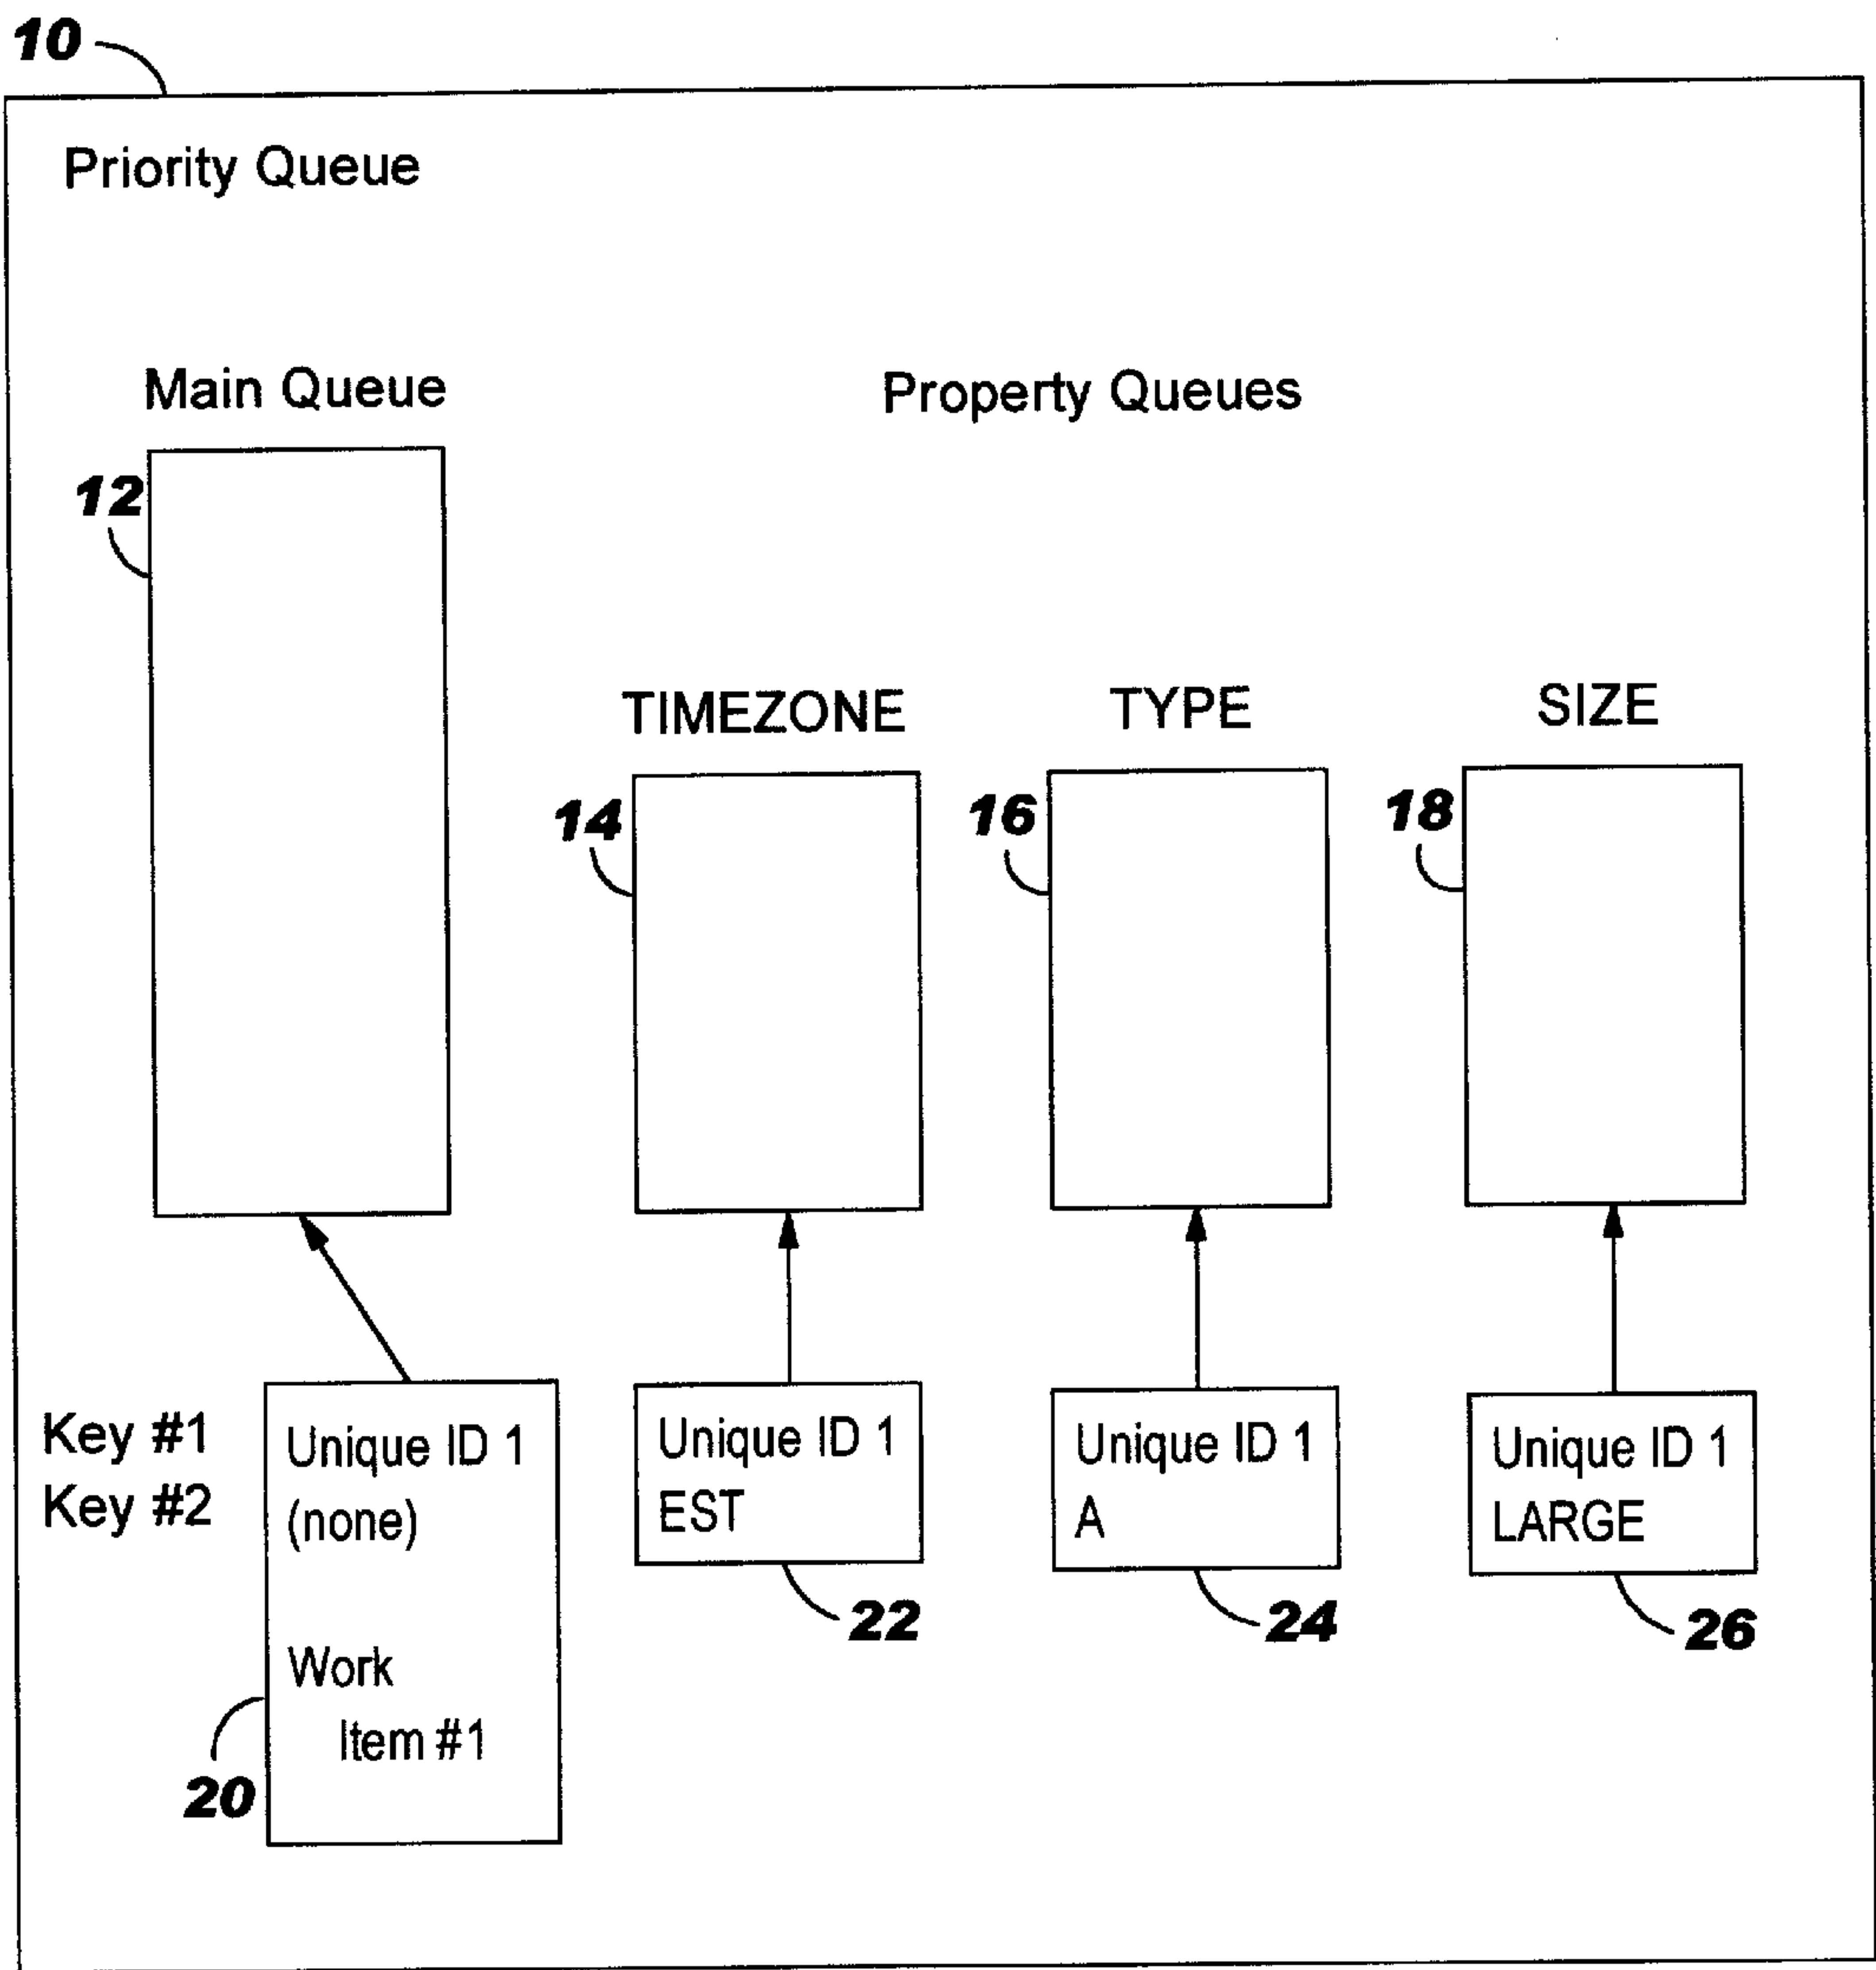 10
Priority Queue
Main Queue
Property Queues
12
TIMEZONE
TYPE
SIZE
14
16
18
Key #1
Key #2
Unique ID 1
(none)
Work
Item #1
20
Unique ID 1
EST
22
Unique ID 1
A
24
Unique ID 1
LARGE
26